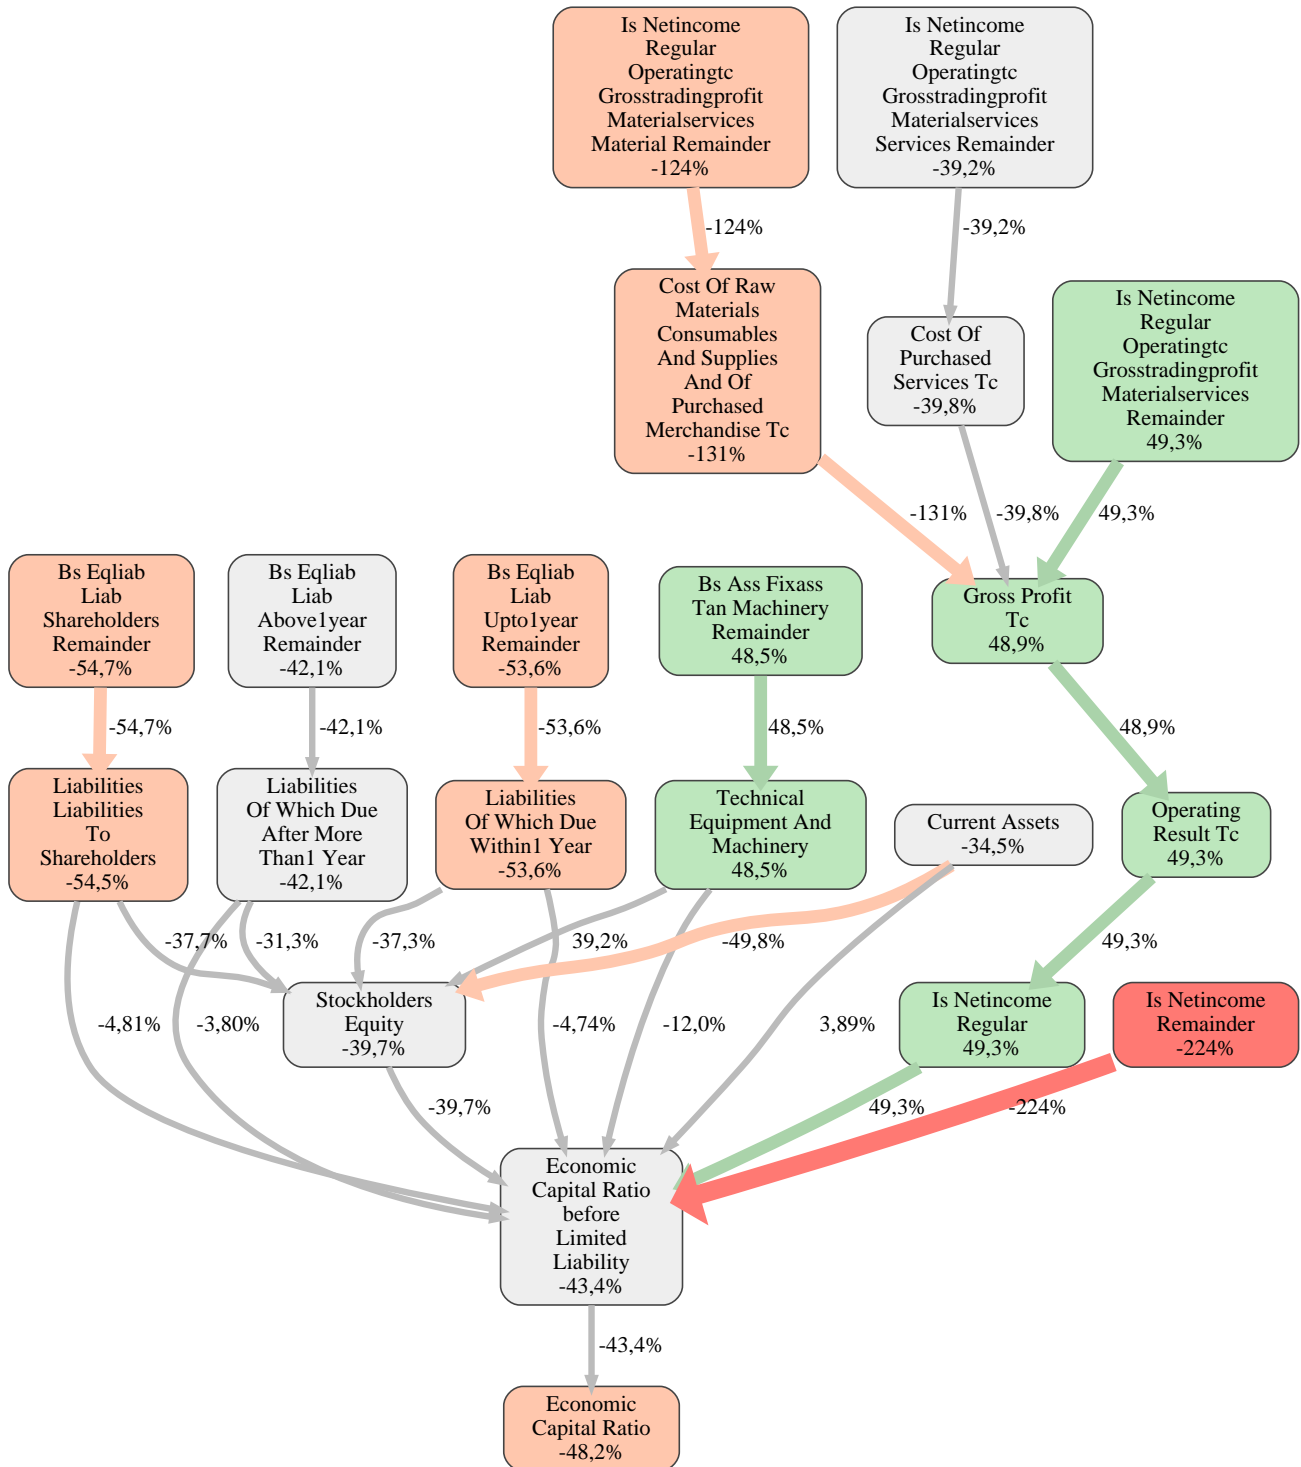 Is Netincome
Regular
Operatingtc
Grosstradingprofit
Materialservices
Material Remainder
-124%
Is Netincome
Regular
Operatingtc
Grosstradingprofit
Materialservices
Services Remainder
-39,2%
-124%
-39,2%
Cost Of Raw
Materials
Consumables
And Supplies
And Of
Purchased
Merchandise Tc
-131%
Cost Of
Purchased
Services Tc
-39,8%
Is Netincome
Regular
Operatingtc
Grosstradingprofit
Materialservices
Remainder
49,3%
-131%
-39,8%
49,3%
Bs Eqliab
Liab
Shareholders
Remainder
-54,7%
Bs Eqliab
Liab
Above1year
Remainder
-42,1%
Bs Eqliab
Liab
Upto1year
Remainder
-53,6%
Bs Ass Fixass
Tan Machinery
Remainder
48,5%
Gross Profit
Tc
48,9%
-54,7%
-42,1%
-53,6%
48,5%
48,9%
Liabilities
Liabilities
To
Shareholders
-54,5%
Liabilities
Of Which Due
After More
Than1 Year
-42,1%
Liabilities
Of Which Due
Within1 Year
-53,6%
Technical
Equipment And
Machinery
48,5%
Current Assets
-34,5%
Operating
Result Tc
49,3%
-37,7%
-31,3%
-37,3%
39,2%
-49,8%
49,3%
Stockholders
Equity
-39,7%
Is Netincome
Regular
49,3%
Is Netincome
Remainder
-224%
-4,81%
-3,80%
-4,74%
-12,0%
3,89%
-39,7%
49,3%
-224%
Economic
Capital Ratio
before
Limited
Liability
-43,4%
-43,4%
Economic
Capital Ratio
-48,2%